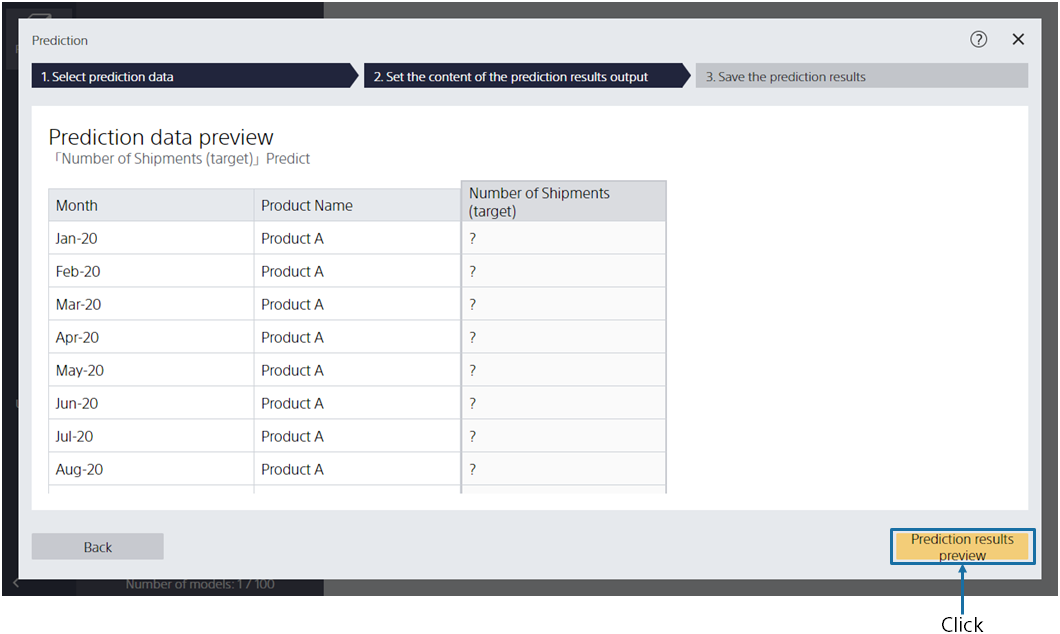 Prediction
1. Select prediction data
2. Set the content of the prediction results output
3. Save the prediction results
Prediction data preview
「Number of Shipments (target)」 Predict
Month Product Name Number of Shipments
(target)
Jan-20 Product A ?
Feb-20 Product A ?
Mar-20 Product A ?
Apr-20 Product A ?
May-20 Product A ?
Jun-20 Product A ?
Jul-20 Product A ?
Aug-20 Product A ?
Back
Prediction results
preview
Number of models: 1 / 100
Click